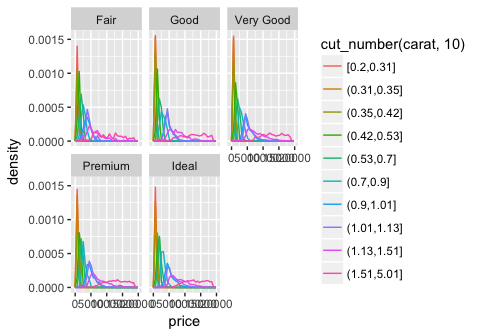 Fair
Good
Very Good
0.0015
0.0010
0.0005
0.0000
Premium
Ideal
0.0015
0.0010
0.0005
0.0000
density
price
cut_number(carat, 10)
[0.2,0.31]
(0.31,0.35]
(0.35,0.42]
(0.42,0.53]
(0.53,0.7]
(0.7,0.9]
(0.9,1.01]
(1.01,1.13]
(1.13,1.51]
(1.51,5.01]